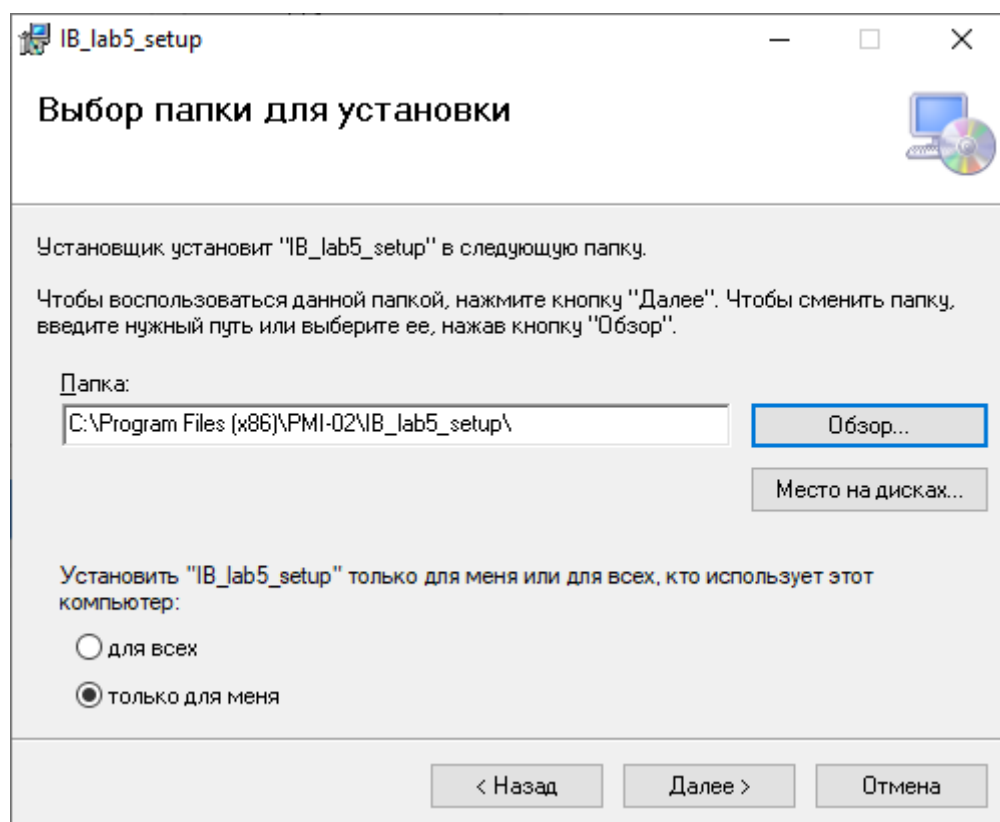 IB_lab5_setup
Выбор папки для установки
Установщик установит "IB_lab5_setup" в следующую папку.
Чтобы воспользоваться данной папкой, нажмите кнопку "Далее". Чтобы сменить папку,
введите нужный путь или выберите ее, нажав кнопку "Обзор".
Папка:
C:\Program Files (x86)\PMI-02\IB_lab5_setup\
Обзор...
Место на дисках...
Установить "IB_lab5_setup" только для меня или для всех, кто использует этот
компьютер:
для всех
только для меня
< Назад
Далее >
Отмена